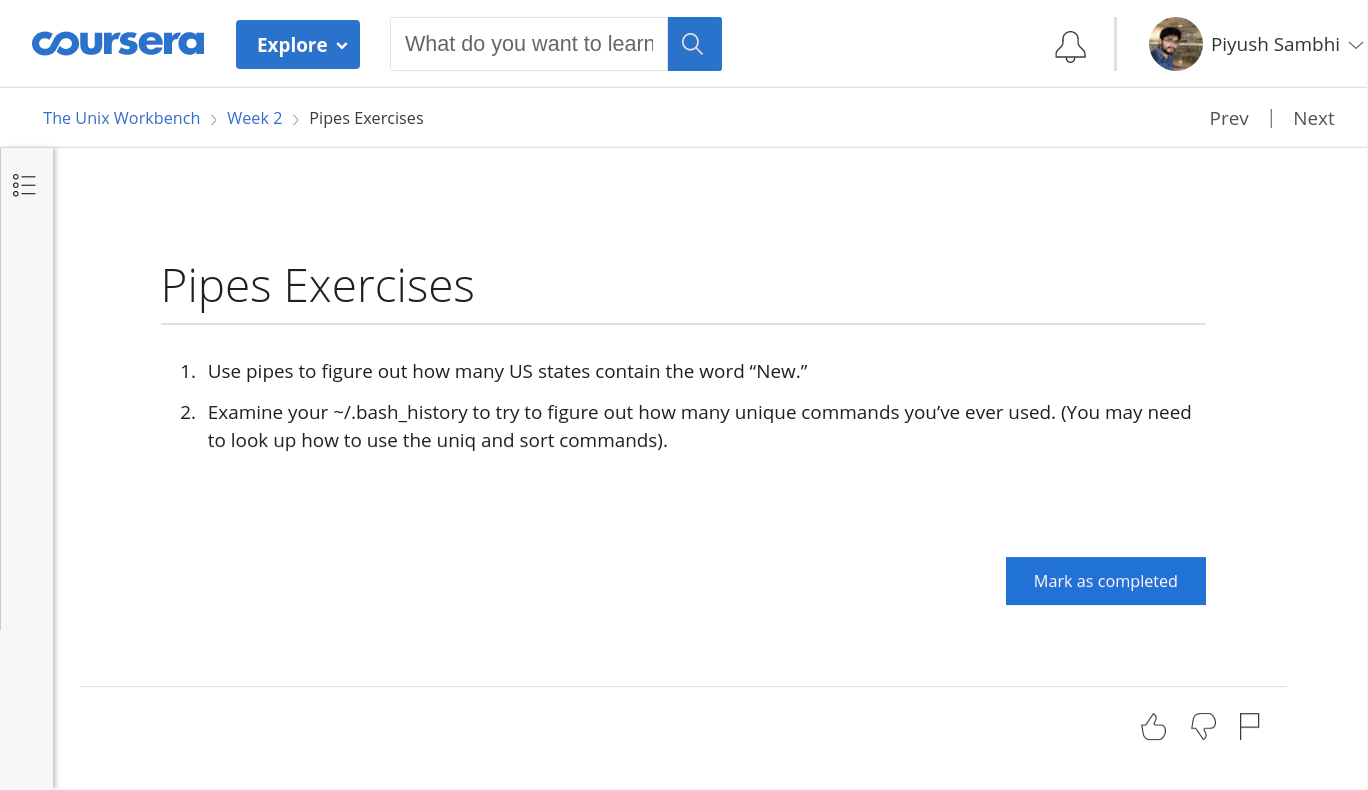 coursera
Explore
What do you want to learn
Piyush Sambhi
The Unix Workbench
Week 2
Pipes Exercises
Prev
Next
Pipes Exercises
1. Use pipes to figure out how many US states contain the word “New.”
2. Examine your ~/.bash_history to try to figure out how many unique commands you’ve ever used. (You may need
to look up how to use the uniq and sort commands).
Mark as completed